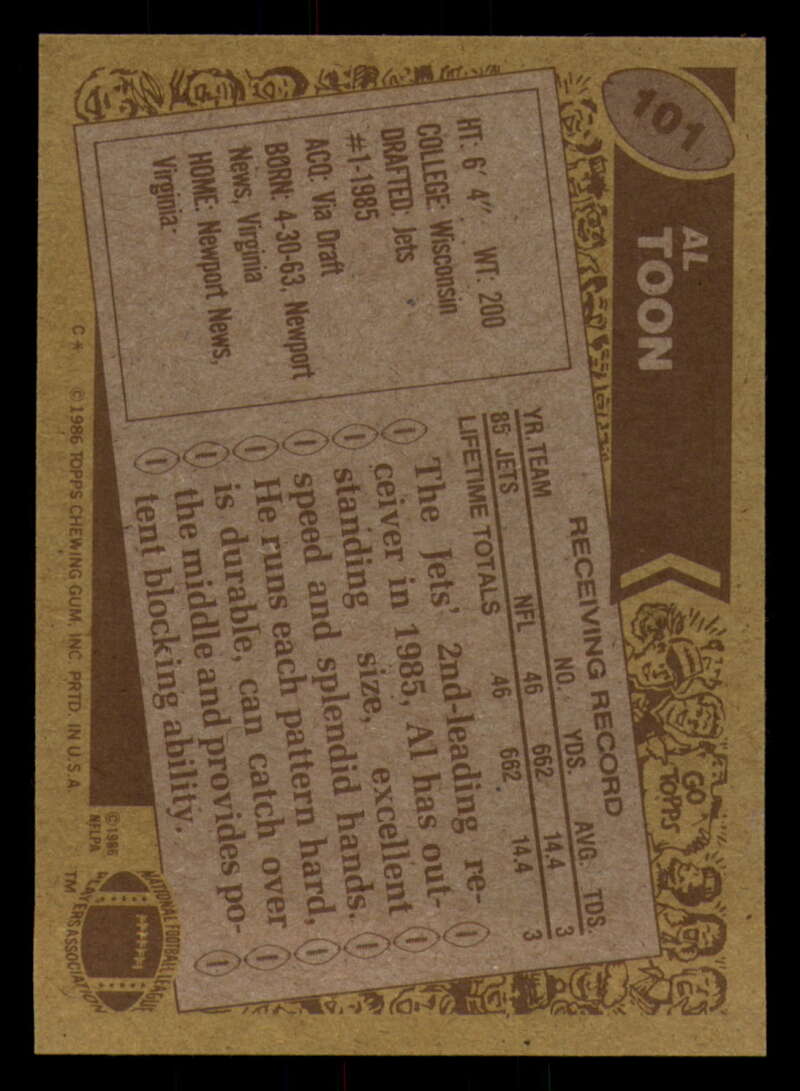 101
AL
TOON
HT: 6' 4" WT: 200
COLLEGE: Wisconsin
DRAFTED: Jets
#1-1985
ACQ: Via Draft
BORN: 4-30-63, Newport
News, Virginia
HOME: Newport News,
Virginia
RECEIVING RECORD
YR. TEAM NO. YDS. AVG. TDS.
85 JETS NFL 46 662 14.4 3
LIFETIME TOTALS 46 662 14.4 3
The Jets' 2nd-leading re-
ceiver in 1985, Al has out-
standing size, excellent
speed and splendid hands.
He runs each pattern hard,
is durable, can catch over
the middle and provides po-
tent blocking ability.
GO
TOPPS
C* ©1986 TOPPS CHEWING GUM, INC. PRTD. IN U.S.A.
©1986
NFLPA
NATIONAL FOOTBALL LEAGUE
PLAYERS ASSOCIATION
TM